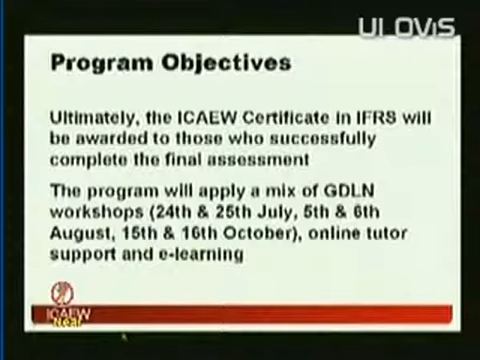 Program Objectives
Ultimately, the ICAEW Certificate in IFRS will
be awarded to those who successfully
complete the final assessment
The program will apply a mix of GDLN
workshops (24th & 25th July, 5th & 6th
August, 15th & 16th October), online tutor
support and e-learning
ICAEW